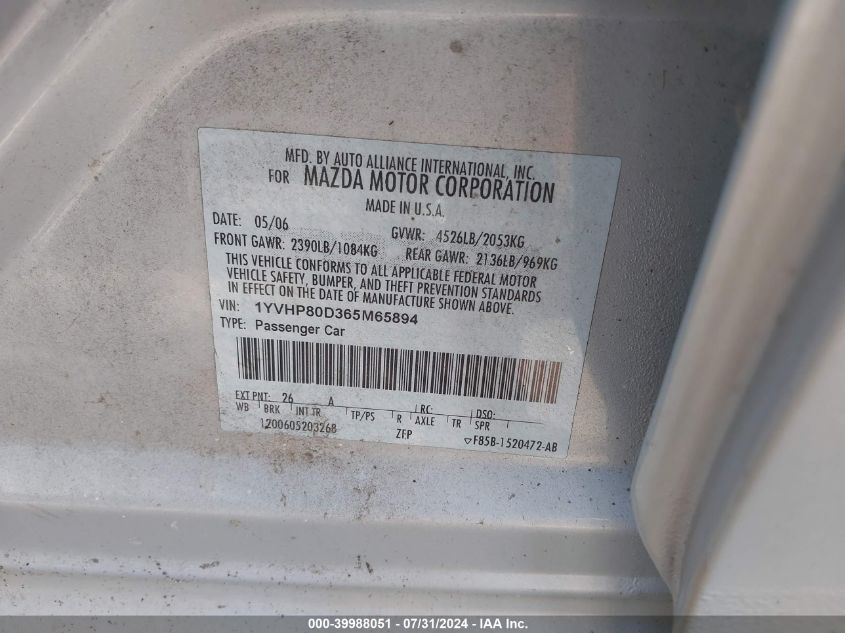 MFD. BY AUTO ALLIANCE INTERNATIONAL, INC.
FOR MAZDA MOTOR CORPORATION
MADE IN U.S.A.
DATE: 05/06 GVWR: 4526LB/2053KG
FRONT GAWR: 2390LB/1084KG REAR GAWR: 2136LB/969KG
THIS VEHICLE CONFORMS TO ALL APPLICABLE FEDERAL MOTOR
VEHICLE SAFETY, BUMPER, AND THEFT PREVENTION STANDARDS
IN EFFECT ON THE DATE OF MANUFACTURE SHOWN ABOVE.
VIN: 1YVHP80D365M65894
TYPE: Passenger Car
EXT PNT: 26 A RC: DSO:
WB BRK INT TR TP/PS R AXLE TR SPR
1200605203268 ZFP F85B-1520472-AB
000-39988051 - 07/31/2024 - IAA Inc.